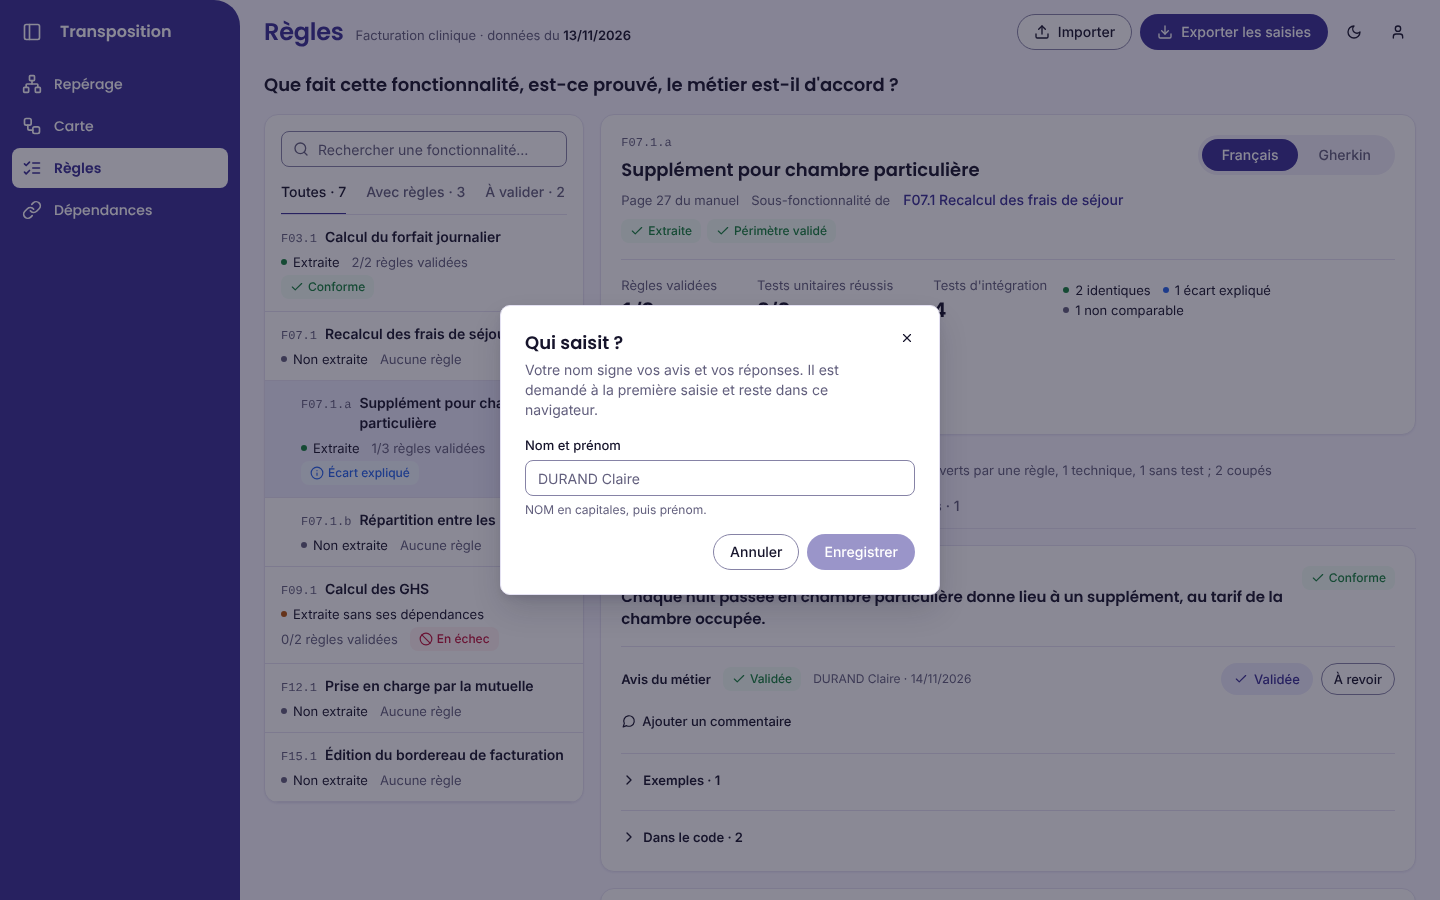 Transposition
Repérage
Carte
Règles
Dépendances
Règles
Facturation clinique · données du 13/11/2026
Importer
Exporter les saisies
Que fait cette fonctionnalité, est-ce prouvé, le métier est-il d'accord ?
Rechercher une fonctionnalité...
Toutes · 7
Avec règles · 3
À valider · 2
F03.1 Calcul du forfait journalier
Extraite 2/2 règles validées
Conforme
F07.1 Recalcul des frais de séjou
Non extraite Aucune règle
F07.1.a Supplément pour cha
particulière
Extraite 1/3 règles validées
Écart expliqué
F07.1.b Répartition entre les
Non extraite Aucune règle
F09.1 Calcul des GHS
Extraite sans ses dépendances
0/2 règles validées En échec
F12.1 Prise en charge par la mutuelle
Non extraite Aucune règle
F15.1 Édition du bordereau de facturation
Non extraite Aucune règle
F07.1.a
Supplément pour chambre particulière
Français
Gherkin
Page 27 du manuel Sous-fonctionnalité de F07.1 Recalcul des frais de séjour
Extraite
Périmètre validé
Règles validées
Tests unitaires réussis
Tests d'intégration
4
2 identiques
1 écart expliqué
1 non comparable
Qui saisit ?
Votre nom signe vos avis et vos réponses. Il est
demandé à la première saisie et reste dans ce
navigateur.
Nom et prénom
DURAND Claire
NOM en capitales, puis prénom.
Annuler
Enregistrer
verts par une règle, 1 technique, 1 sans test ; 2 coupés
· 1
Conforme
Chaque nuit passée en chambre particulière donne lieu à un supplément, au tarif de la
chambre occupée.
Avis du métier
Validée
DURAND Claire · 14/11/2026
Validée
À revoir
Ajouter un commentaire
Exemples · 1
Dans le code · 2